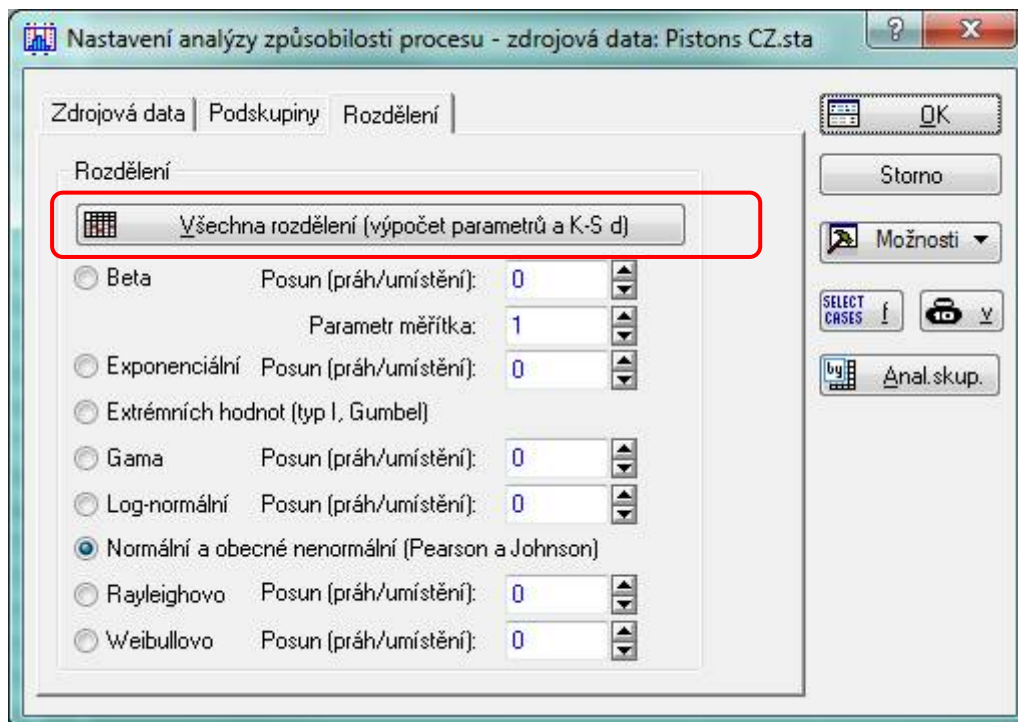 Nastavení analýzy způsobilosti procesu - zdrojová data: Pistons CZ.sta
Zdrojová data Podskupiny Rozdělení
Rozdělení
Všechna rozdělení (výpočet parametrů a K-S d)
Beta Posun (práh/umístění): 0
Parametr měřítka: 1
Exponenciální Posun (práh/umístění): 0
Extrémních hodnot (typ I, Gumbel)
Gama Posun (práh/umístění): 0
Log-normální Posun (práh/umístění): 0
Normální a obecné nenormální (Pearson a Johnson)
Rayleighovo Posun (práh/umístění): 0
Weibullovo Posun (práh/umístění): 0
OK
Storno
Možnosti
SELECT CASES f v
by Anal.skup.